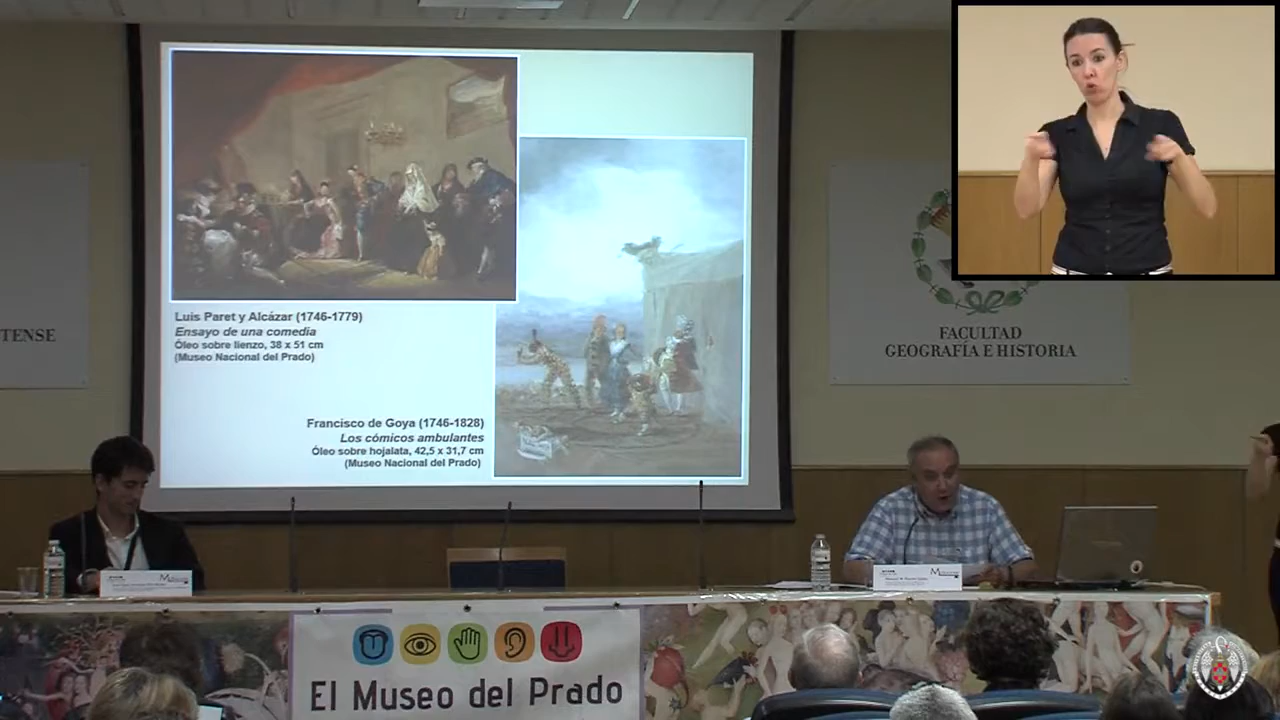 Luis Paret y Alcázar (1746-1779)
Ensayo de una comedia
Óleo sobre lienzo, 38 x 51 cm
(Museo Nacional del Prado)
Francisco de Goya (1746-1828)
Los cómicos ambulantes
Óleo sobre hojalata, 42,5 x 31,7 cm
(Museo Nacional del Prado)
TENSE
FACULTAD
GEOGRAFÍA E HISTORIA
El Museo del Prado